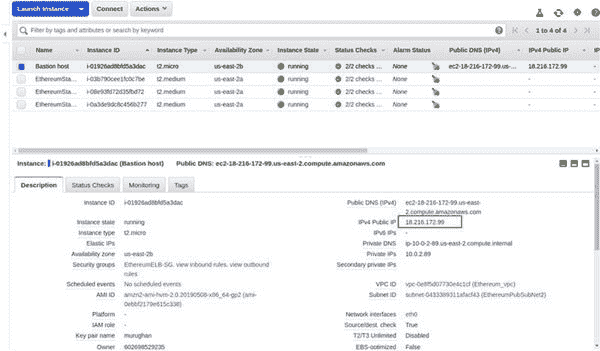 Launch Instance Connect Actions
Filter by tags and attributes or search by keyword 1 to 4 of 4
Name Instance ID Instance Type Availability Zone Instance State Status Checks Alarm Status Public DNS (IPv4) IPv4 Public IP
Bastion host i-01926ad8bfd5a3dac t2.micro us-east-2b running 2/2 checks ... None ec2-18-216-172-99.us-... 18.216.172.99
EthereumSta... i-03b790cee1fc0c7be t2.medium us-east-2a running 2/2 checks ... None -
EthereumSta... i-08e93ffd72d35fbd72 t2.medium us-east-2a running 2/2 checks ... None -
EthereumSta... i-0a3de9dc8c456b277 t2.medium us-east-2a running 2/2 checks ... None -
Instance: i-01926ad8bfd5a3dac (Bastion host) Public DNS: ec2-18-216-172-99.us-east-2.compute.amazonaws.com
Description Status Checks Monitoring Tags
Instance ID i-01926ad8bfd5a3dac Public DNS (IPv4) ec2-18-216-172-99.us-east-
2.compute.amazonaws.com
Instance state running IPv4 Public IP 18.216.172.99
Instance type t2.micro IPv6 IPs -
Elastic IPs Private DNS ip-10-0-2-89.us-east-2.compute.internal
Availability zone us-east-2b Private IPs 10.0.2.89
Security groups EthereumELB-SG. view inbound rules. view outbound Secondary private IPs
rules
Scheduled events No scheduled events VPC ID vpc-0e8f5d07730e4c1cf (Ethereum_vpc)
AMI ID amzn2-ami-hvm-2.0.20190508-x86_64-gp2 (ami- Subnet ID subnet-0433389311afacf43 (EthereumPubSubNet2)
0ebbf2179e615c338)
Platform - Network interfaces eth0
IAM role - Source/dest. check True
Key pair name murughan T2/T3 Unlimited Disabled
Owner 602698529235 EBS-optimized False